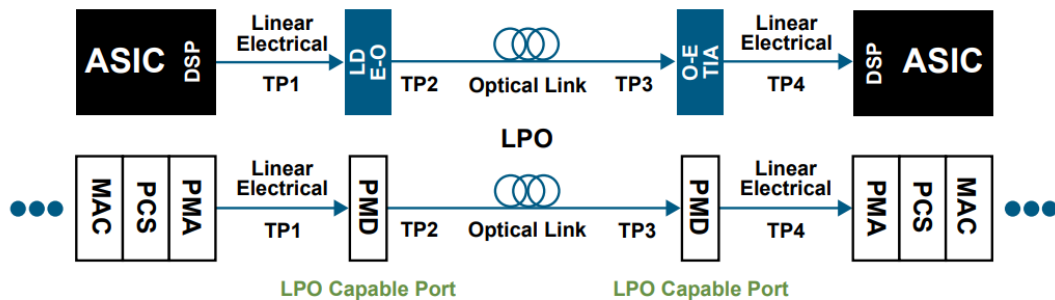 ASIC DSP
Linear
Electrical
TP1
LD
E-O
TP2
Optical Link
TP3
O-E
TIA
Linear
Electrical
TP4
DSP ASIC
LPO
MAC
PCS
PMA
Linear
Electrical
TP1
PMD
TP2
Optical Link
TP3
PMD
Linear
Electrical
TP4
PMA
PCS
MAC
LPO Capable Port
LPO Capable Port